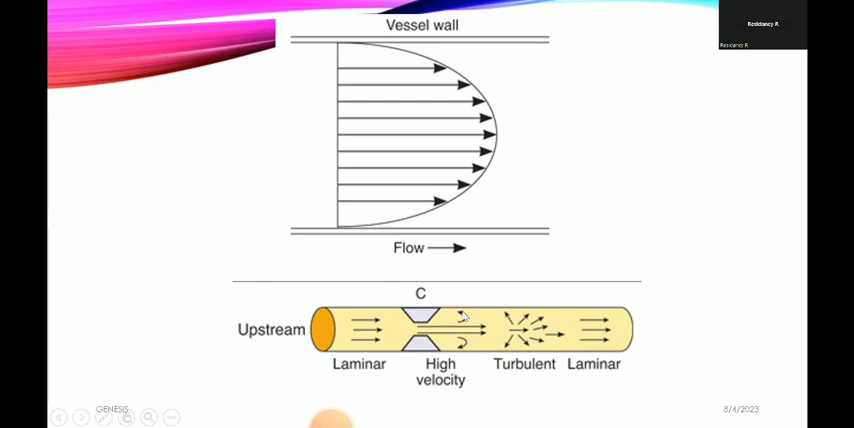 Vessel wall
Residancy R
Residancy R
Flow
C
Upstream
Laminar
High
velocity
Turbulent
Laminar
GENESIS
8/4/2023